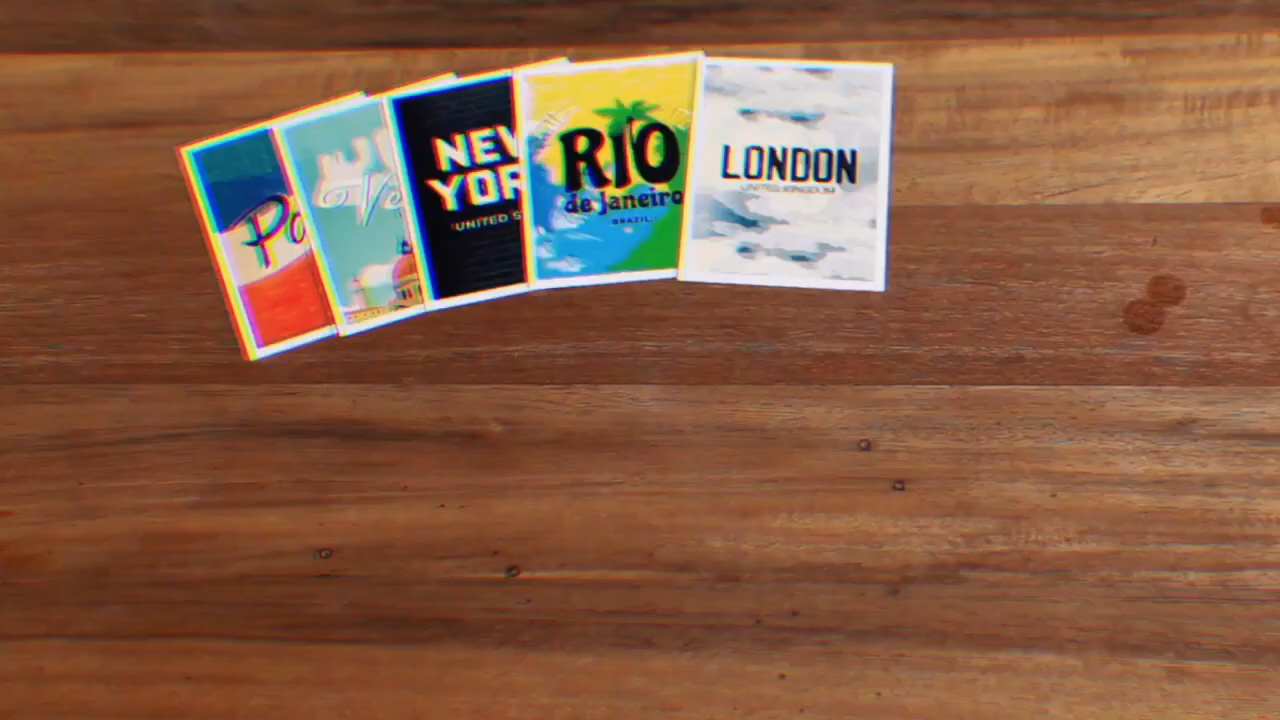 NEW
YOR
UNITED S
RIO
de Janeiro
BRAZIL
LONDON
UNITED KINGDOM